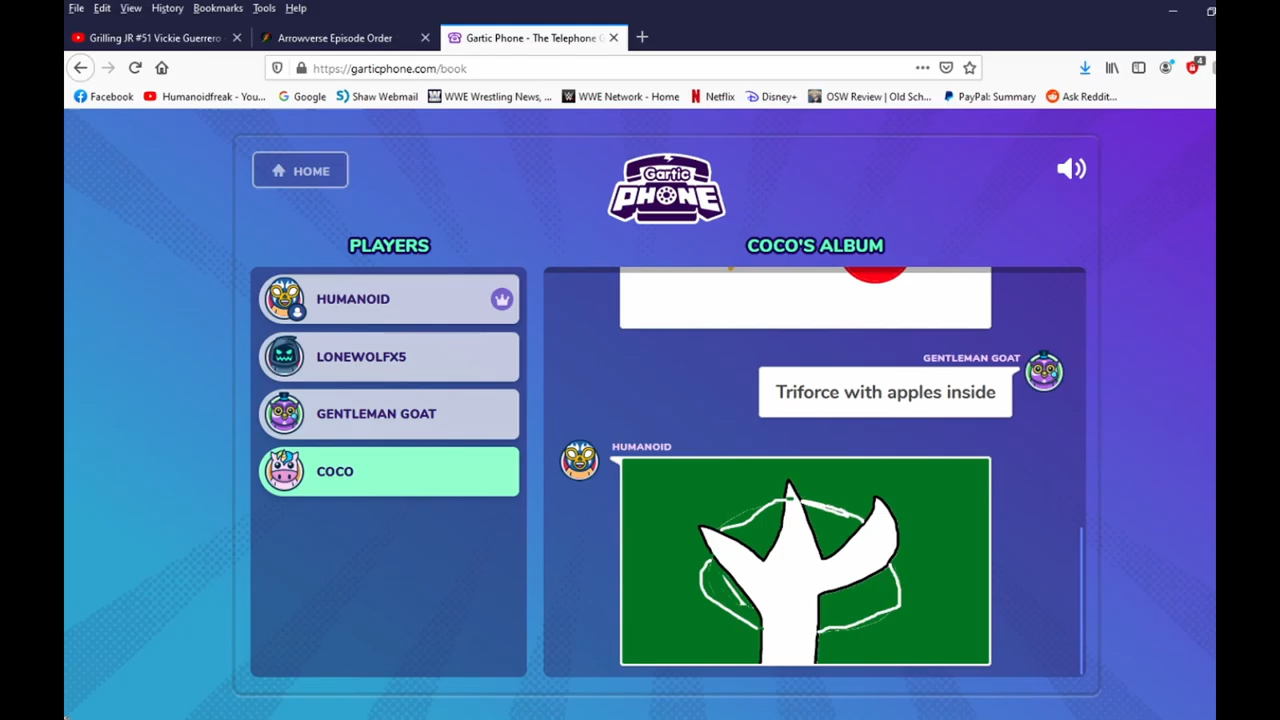 File Edit View History Bookmarks Tools Help
Grilling JR #51 Vickie Guerrero - Arrowverse Episode Order Gartic Phone - The Telephone G
https://garticphone.com/book
4
Facebook Humanoidfreak - You... Google Shaw Webmail WWE Wrestling News, ... WWE Network - Home Netflix Disney+ OSW Review | Old Sch... PayPal: Summary Ask Reddit...
HOME
Gartic
PHONE
PLAYERS
COCO'S ALBUM
HUMANOID
LONEWOLFX5
GENTLEMAN GOAT
COCO
GENTLEMAN GOAT
Triforce with apples inside
HUMANOID